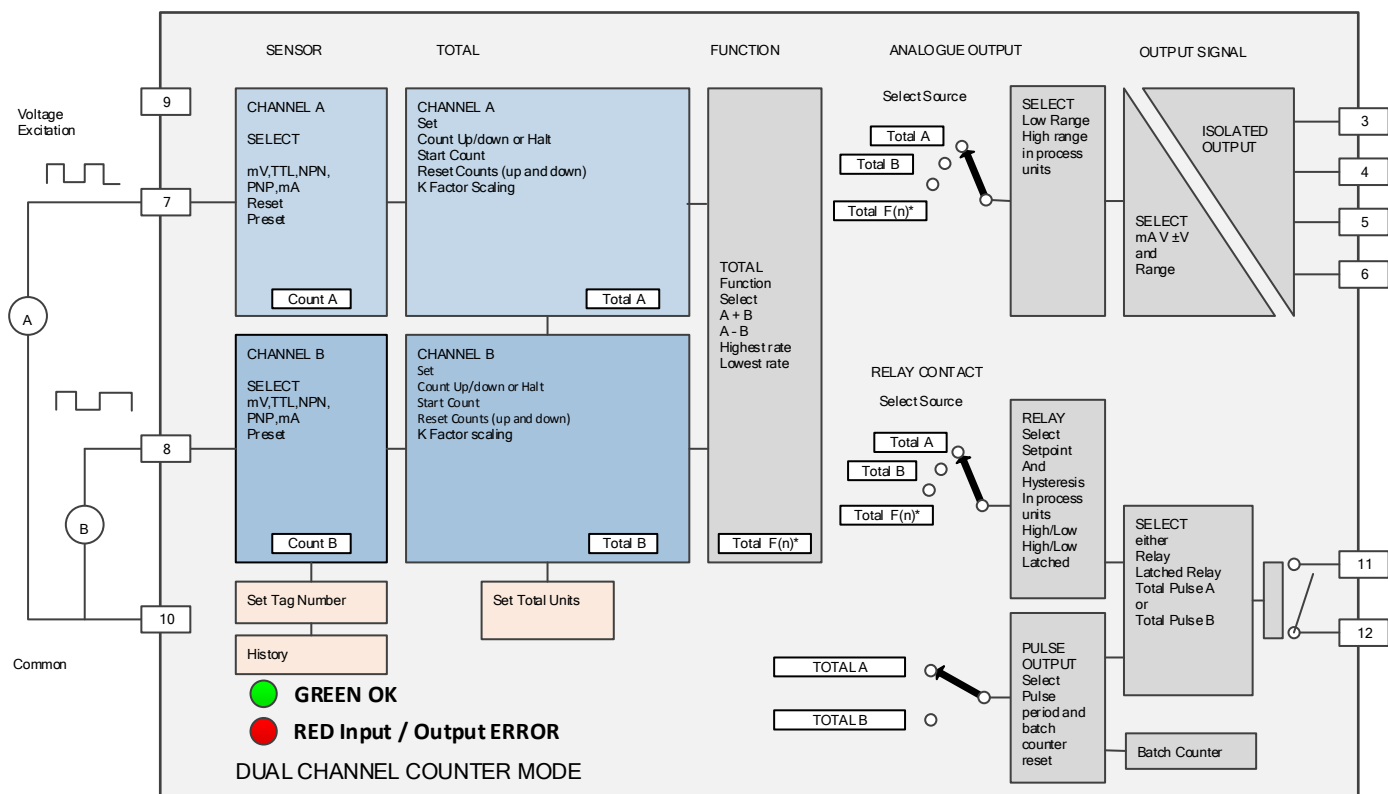 SENSOR
TOTAL
FUNCTION
ANALOGUE OUTPUT
OUTPUT SIGNAL
Voltage
Excitation
9
7
A
8
B
10
Common
CHANNEL A
SELECT
mV,TTL,NPN,
PNP,mA
Reset
Preset
Count A
CHANNEL A
Set
Count Up/down or Halt
Start Count
Reset Counts (up and down)
K Factor Scaling
Total A
CHANNEL B
SELECT
mV,TTL,NPN,
PNP,mA
Preset
Count B
CHANNEL B
Set
Count Up/down or Halt
Start Count
Reset Counts (up and down)
K Factor scaling
Total B
TOTAL
Function
Select
A + B
A - B
Highest rate
Lowest rate
Total F(n)*
Set Tag Number
History
Set Total Units
Select Source
Total A
Total B
Total F(n)*
SELECT
Low Range
High range
in process
units
ISOLATED
OUTPUT
SELECT
mA V ±V
and
Range
3
4
5
6
RELAY CONTACT
Select Source
Total A
Total B
Total F(n)*
RELAY
Select
Setpoint
And
Hysteresis
In process
units
High/Low
High/Low
Latched
SELECT
either
Relay
Latched Relay
Total Pulse A
or
Total Pulse B
11
12
TOTAL A
TOTAL B
PULSE
OUTPUT
Select
Pulse
period and
batch
counter
reset
Batch Counter
GREEN OK
RED Input / Output ERROR
DUAL CHANNEL COUNTER MODE